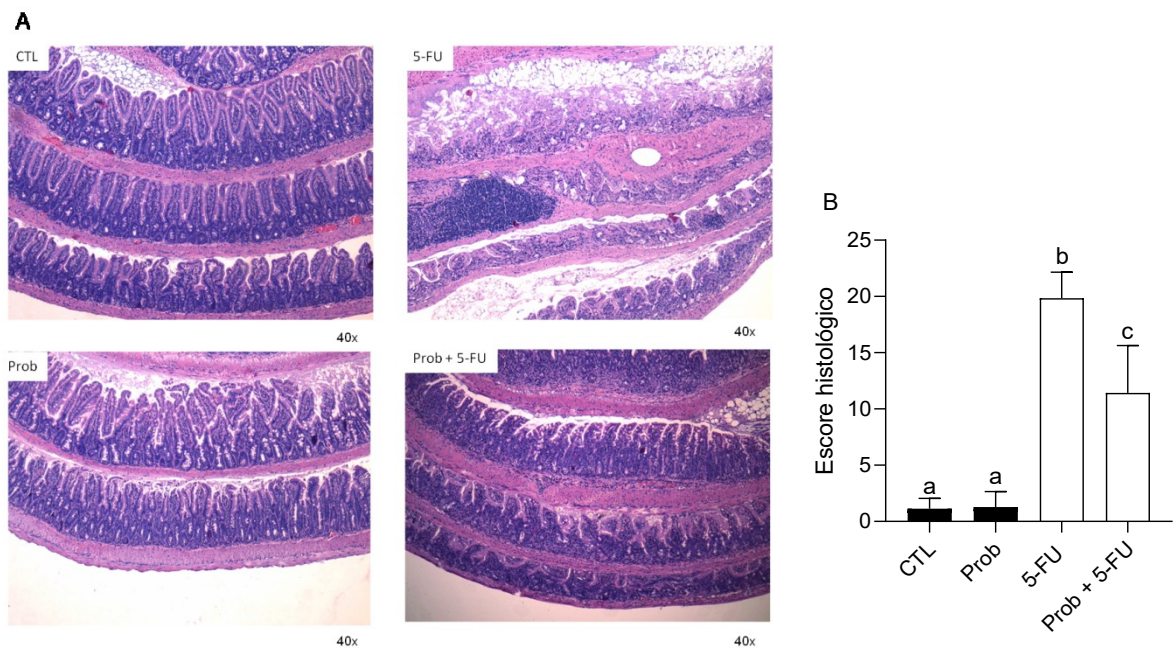 A
CTL
5-FU
40x
40x
Prob
Prob + 5-FU
40x
40x
B
Escore histológico
25
20
15
10
5
0
a
a
b
c
CTL
Prob
5-FU
Prob + 5-FU